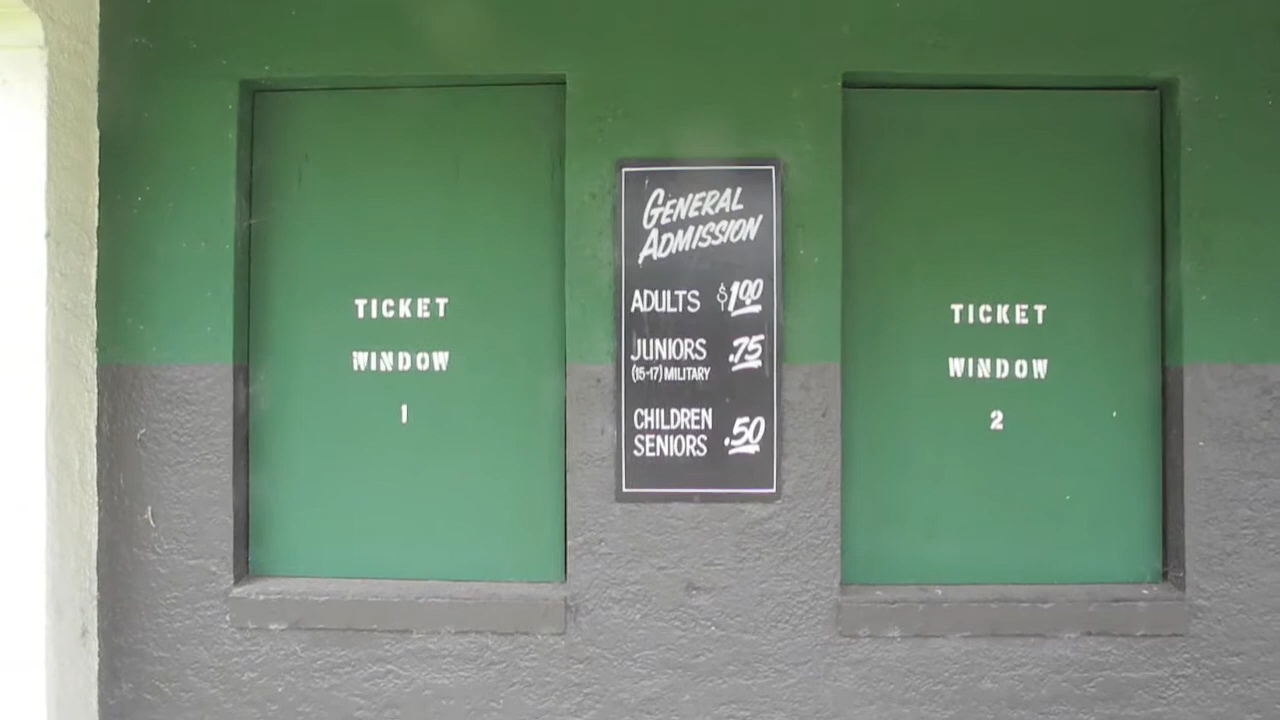 TICKET
WINDOW
1
GENERAL
ADMISSION
ADULTS $1.00
JUNIORS .75
(15-17) MILITARY
CHILDREN
SENIORS .50
TICKET
WINDOW
2